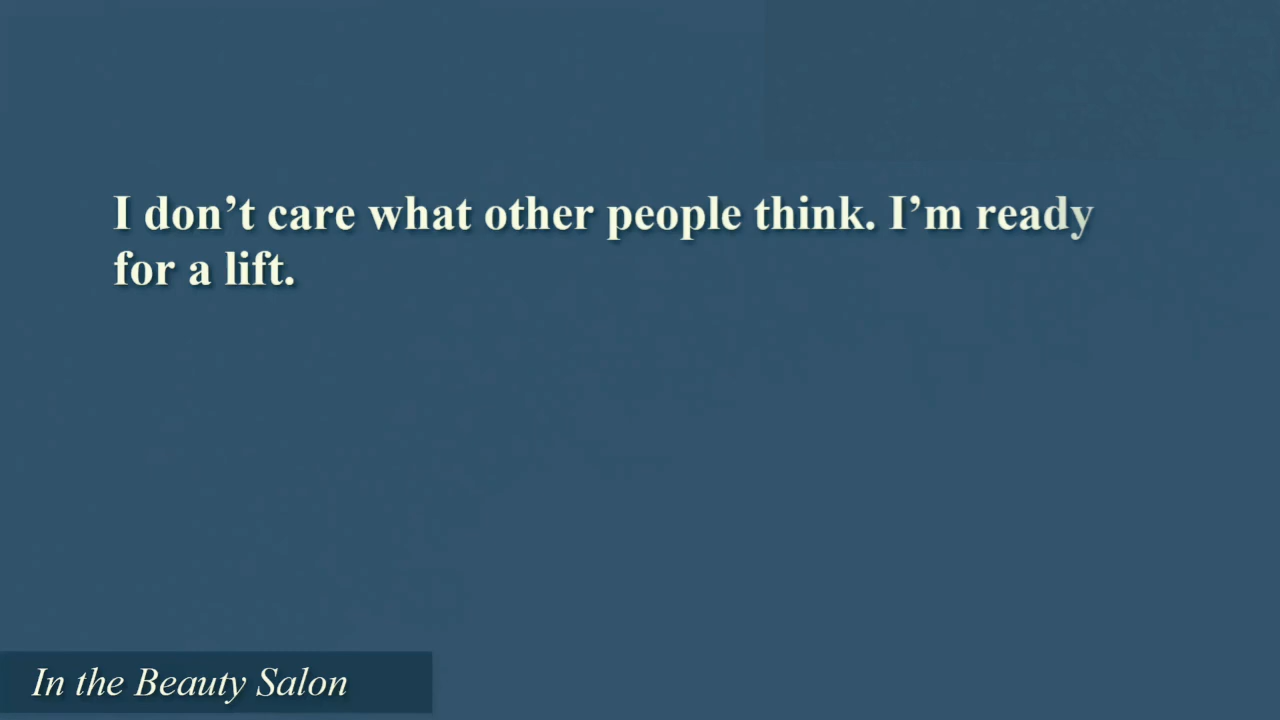 I don’t care what other people think. I’m ready
for a lift.
In the Beauty Salon